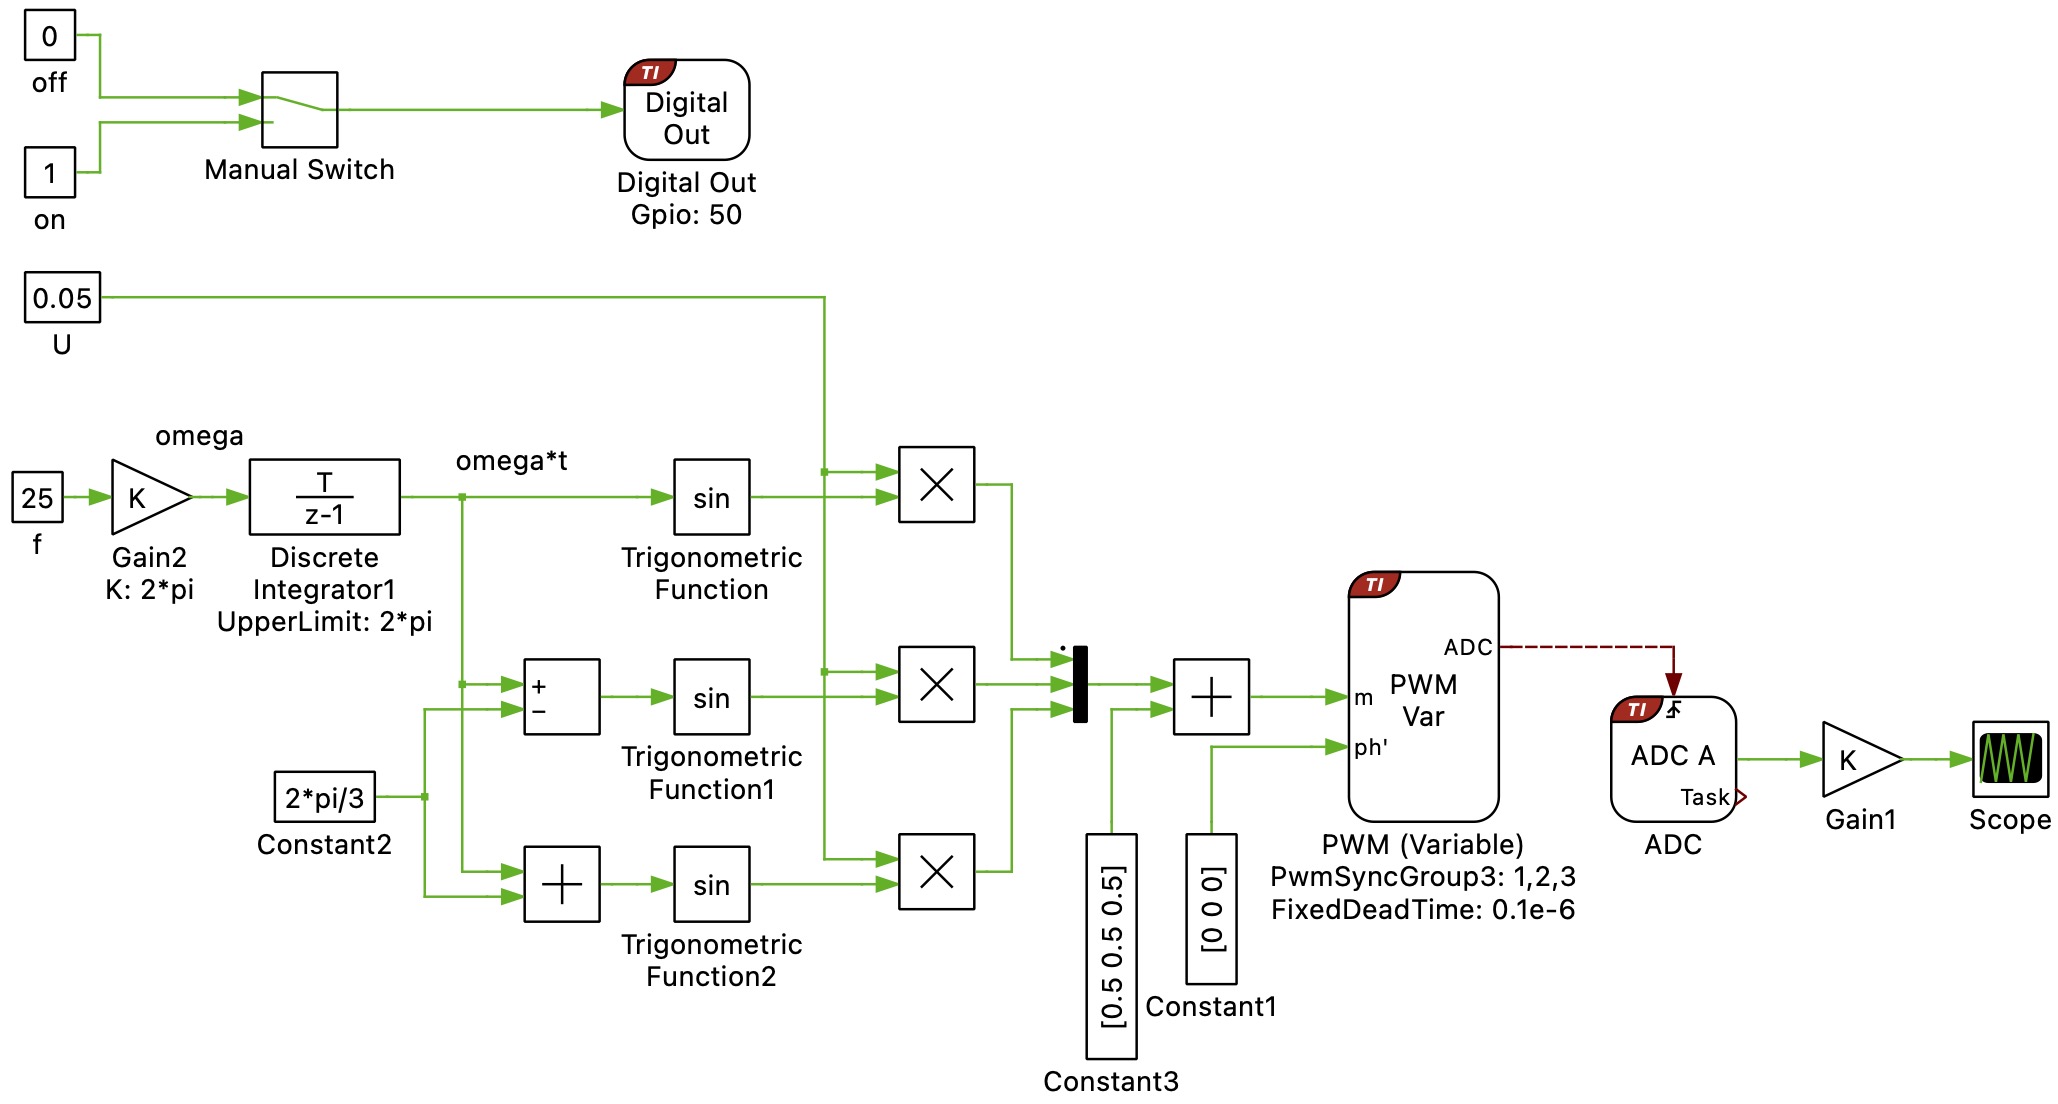 0
off
1
on
Manual Switch
TI
Digital
Out
Digital Out
Gpio: 50
0.05
U
omega
omega*t
25
f
K
Gain2
K: 2*pi
T
z-1
Discrete
Integrator1
UpperLimit: 2*pi
sin
Trigonometric
Function
+
−
sin
Trigonometric
Function1
2*pi/3
Constant2
sin
Trigonometric
Function2
[0.5 0.5 0.5]
Constant3
[0 0 0]
Constant1
TI
ADC
m
PWM
Var
ph'
PWM (Variable)
PwmSyncGroup3: 1,2,3
FixedDeadTime: 0.1e-6
TI
ADC A
Task
ADC
K
Gain1
Scope